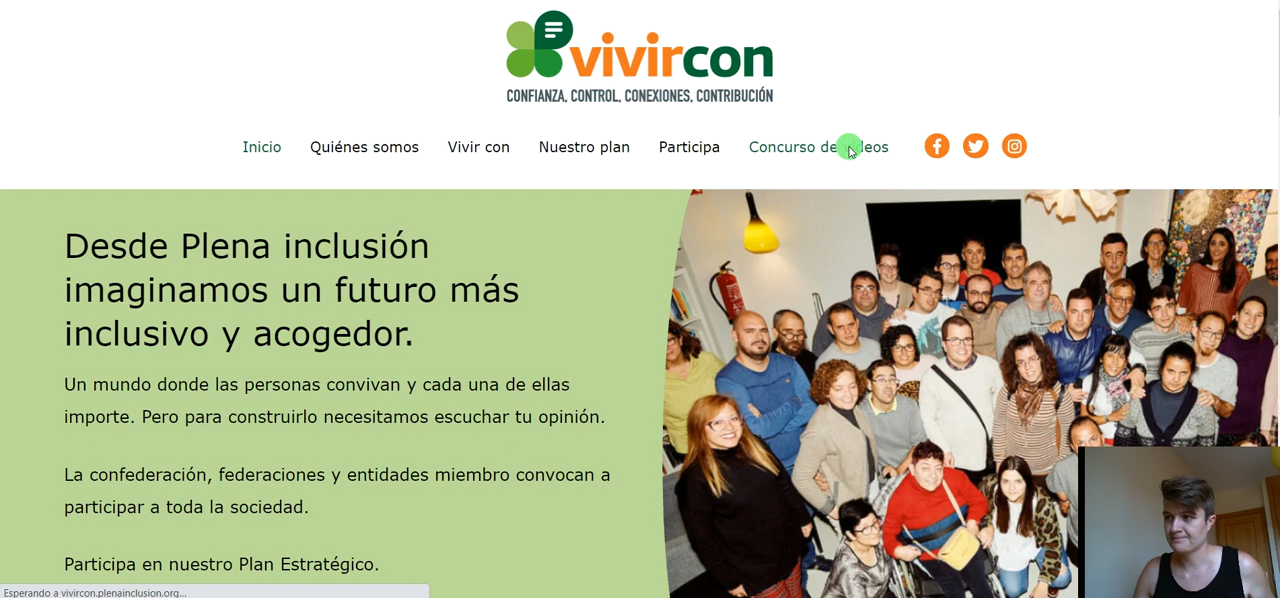 vivircon
CONFIANZA, CONTROL, CONEXIONES, CONTRIBUCIÓN
Inicio Quiénes somos Vivir con Nuestro plan Participa Concurso de vídeos
Desde Plena inclusión
imaginamos un futuro más
inclusivo y acogedor.
Un mundo donde las personas convivan y cada una de ellas
importe. Pero para construirlo necesitamos escuchar tu opinión.
La confederación, federaciones y entidades miembro convocan a
participar a toda la sociedad.
Participa en nuestro Plan Estratégico.
Esperando a vivircon.plenainclusion.org...